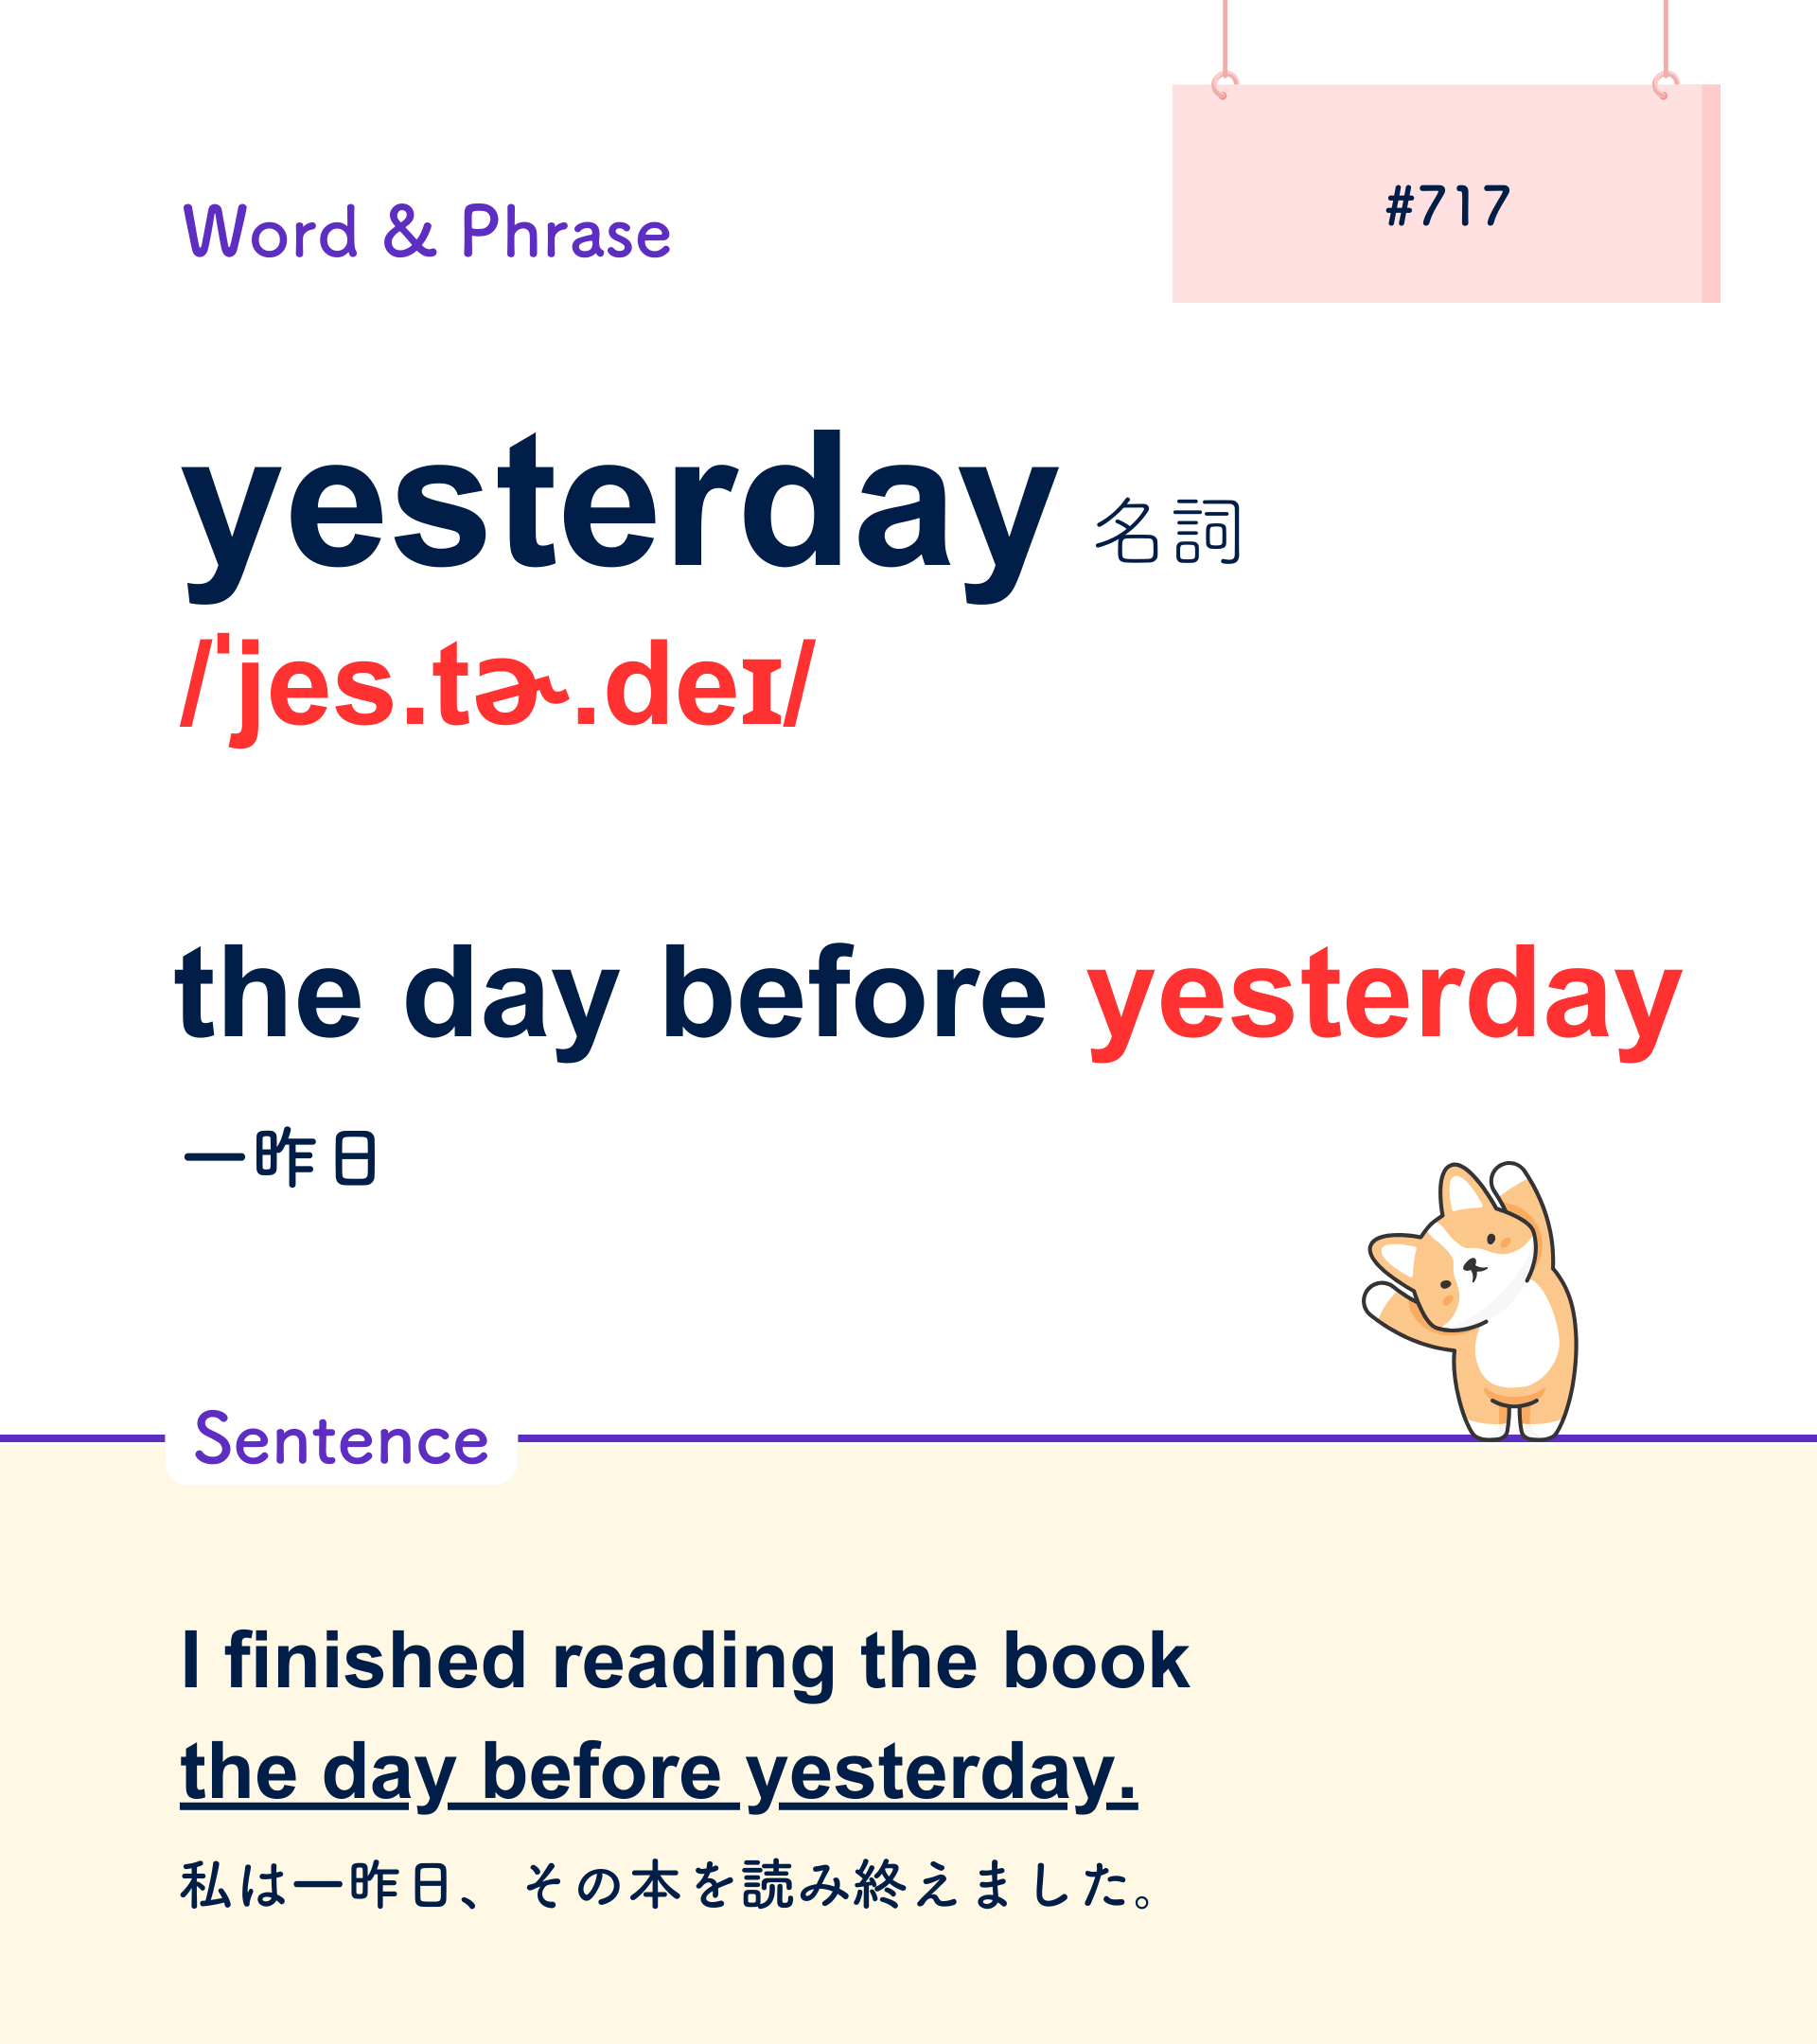 Word & Phrase
#717
yesterday 名詞
/ˈjes.tɚ.deɪ/
the day before yesterday
一昨日
Sentence
I finished reading the book
the day before yesterday.
私は一昨日、その本を読み終えました。